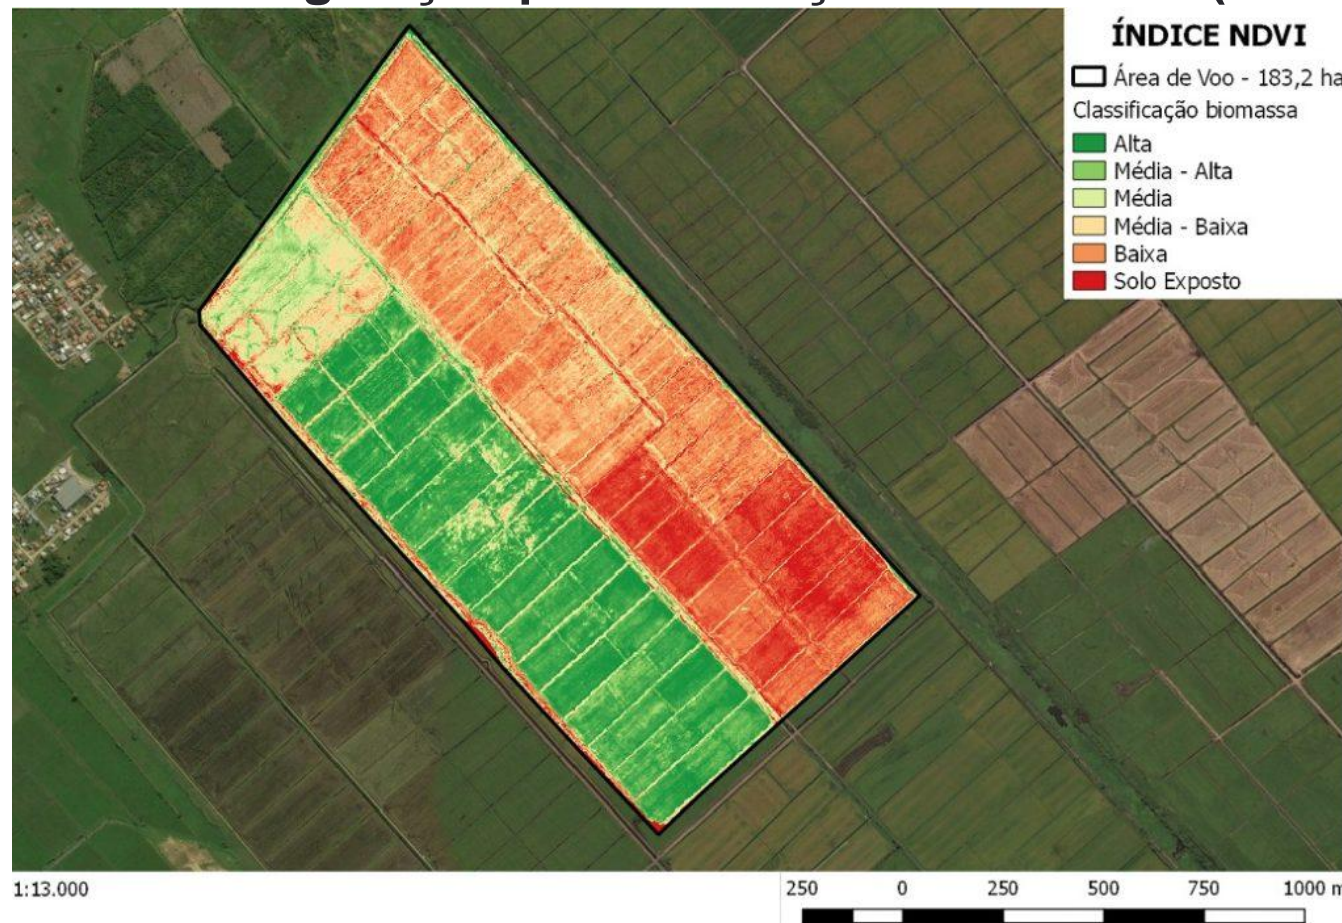 ÍNDICE NDVI
Área de Voo - 183,2 ha
Classificação biomassa
Alta
Média - Alta
Média
Média - Baixa
Baixa
Solo Exposto
1:13.000
250 0 250 500 750 1000 m